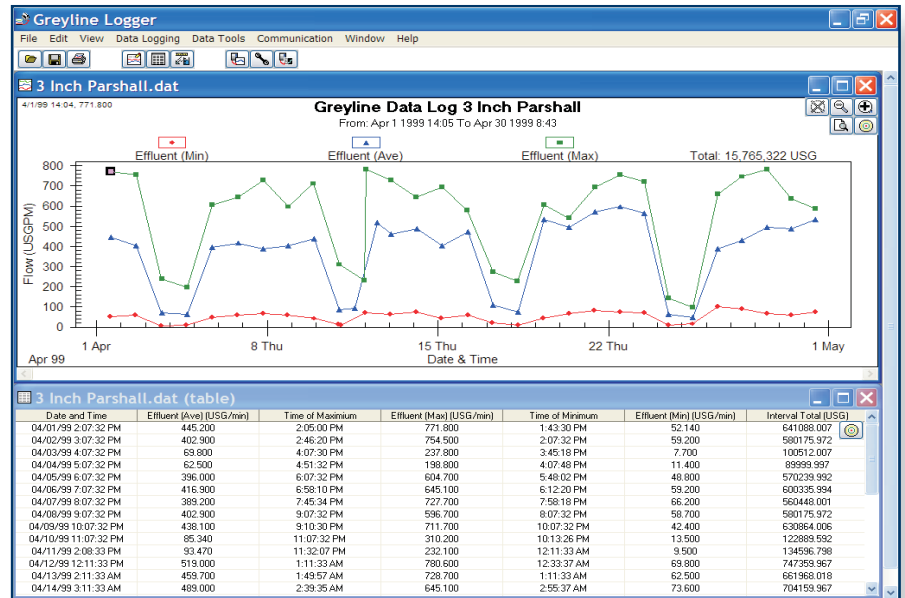 Greyline Logger
File Edit View Data Logging Data Tools Communication Window Help
3 Inch Parshall.dat
4/1/99 14:04, 771.800
Greyline Data Log 3 Inch Parshall
From: Apr 1 1999 14:05 To Apr 30 1999 8:43
Effluent (Min) Effluent (Ave) Effluent (Max) Total: 15,765,322 USG
800
700
600
500
400
300
200
100
0
Flow (USGPM)
1 Apr 8 Thu 15 Thu 22 Thu 1 May
Apr 99 Date & Time
3 Inch Parshall.dat (table)
Date and Time Effluent (Ave) (USG/min) Time of Maximium Effluent (Max) (USG/min) Time of Minimum Effluent (Min) (USG/min) Interval Total (USG)
04/01/99 2:07:32 PM 445.200 2:05:00 PM 771.800 1:43:30 PM 52.140 641088.007
04/02/99 3:07:32 PM 402.900 2:46:20 PM 754.500 2:07:32 PM 59.200 580175.972
04/03/99 4:07:32 PM 69.800 4:07:30 PM 237.800 3:45:18 PM 7.700 100512.007
04/04/99 5:07:32 PM 62.500 4:51:32 PM 198.800 4:07:48 PM 11.400 89999.997
04/05/99 6:07:32 PM 396.000 6:07:32 PM 604.700 5:48:02 PM 48.800 570239.992
04/06/99 7:07:32 PM 416.900 6:58:10 PM 645.100 6:12:20 PM 59.200 600335.994
04/07/99 8:07:32 PM 389.200 7:45:34 PM 727.700 7:58:18 PM 66.200 560448.001
04/08/99 9:07:32 PM 402.900 9:07:32 PM 596.700 8:07:32 PM 58.700 580175.972
04/09/99 10:07:32 PM 438.100 9:10:30 PM 711.700 10:07:32 PM 42.400 630864.006
04/10/99 11:07:32 PM 85.340 11:07:32 PM 310.200 10:13:26 PM 13.500 122889.592
04/11/99 2:08:33 PM 93.470 11:32:07 PM 232.100 12:11:33 AM 9.500 134596.798
04/12/99 12:11:33 PM 519.000 1:11:33 AM 780.600 12:33:37 AM 69.800 747359.967
04/13/99 2:11:33 AM 459.700 1:49:57 AM 728.700 1:11:33 AM 62.500 661968.018
04/14/99 3:11:33 AM 489.000 2:39:35 AM 645.100 2:55:37 AM 73.600 704159.967